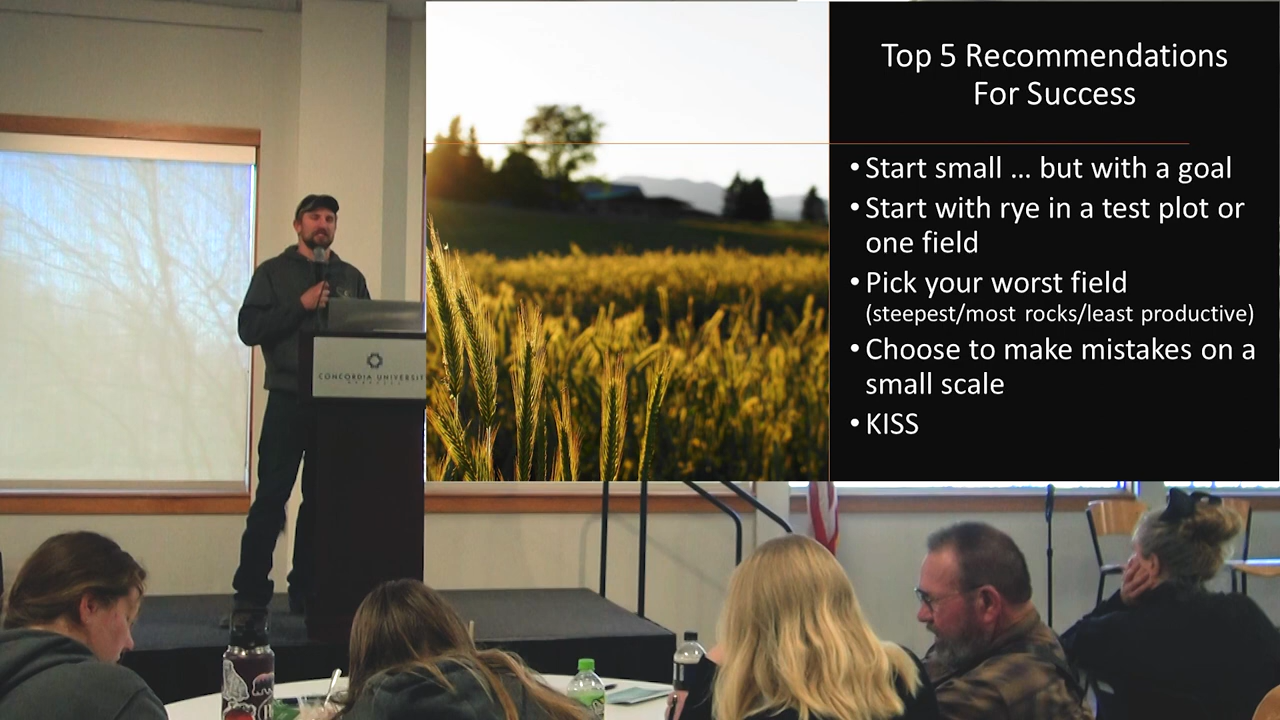 Top 5 Recommendations
For Success
• Start small ... but with a goal
• Start with rye in a test plot or
one field
• Pick your worst field
(steepest/most rocks/least productive)
• Choose to make mistakes on a
small scale
• KISS
CONCORDIA UNIVERSITY